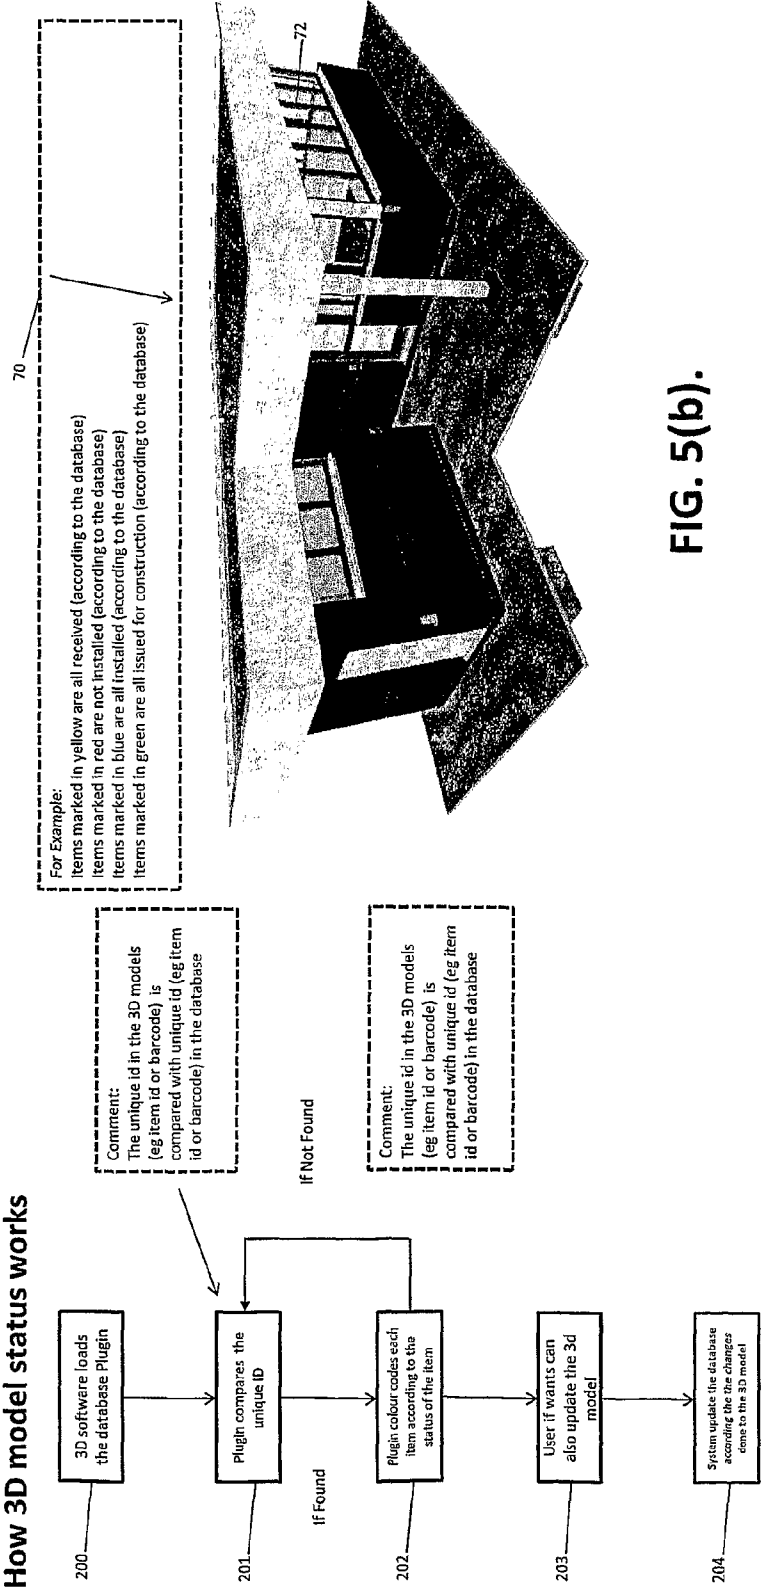 How 3D model status works
200
3D software loads
the database Plugin
201
Plugin compares the
unique ID
If Found
If Not Found
202
Plugin colour codes each
item according to the
status of the item
203
User if wants can
also update the 3d
model
204
System update the database
according the the changes
done to the 3D model
Comment:
The unique id in the 3D models
(eg item id or barcode) is
compared with unique id (eg item
id or barcode) in the database
Comment:
The unique id in the 3D models
(eg item id or barcode) is
compared with unique id (eg item
id or barcode) in the database
70
For Example:
Items marked in yellow are all received (according to the database)
Items marked in red are not installed (according to the database)
Items marked in blue are all installed (according to the database)
Items marked in green are all issued for construction (according to the database)
72
FIG. 5(b).